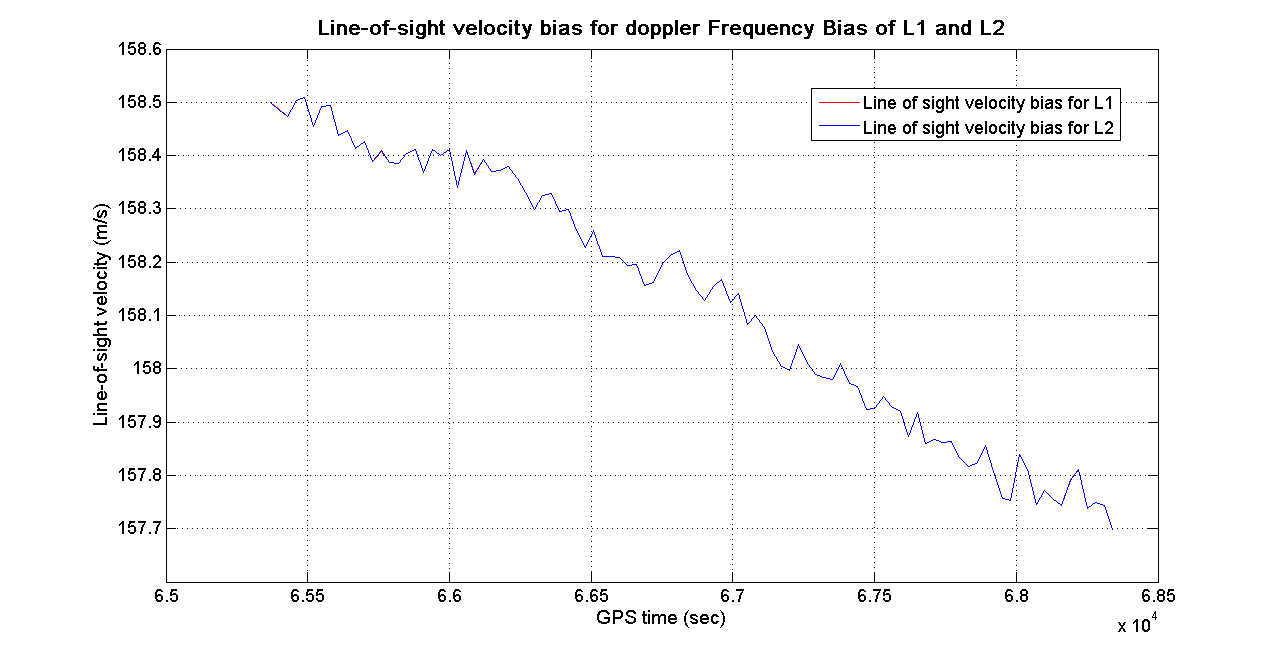 Line-of-sight velocity bias for doppler Frequency Bias of L1 and L2
158.6
158.5
158.4
158.3
158.2
158.1
158
157.9
157.8
157.7
Line-of-sight velocity (m/s)
Line of sight velocity bias for L1
Line of sight velocity bias for L2
6.5 6.55 6.6 6.65 6.7 6.75 6.8 6.85
GPS time (sec)
x 10^4